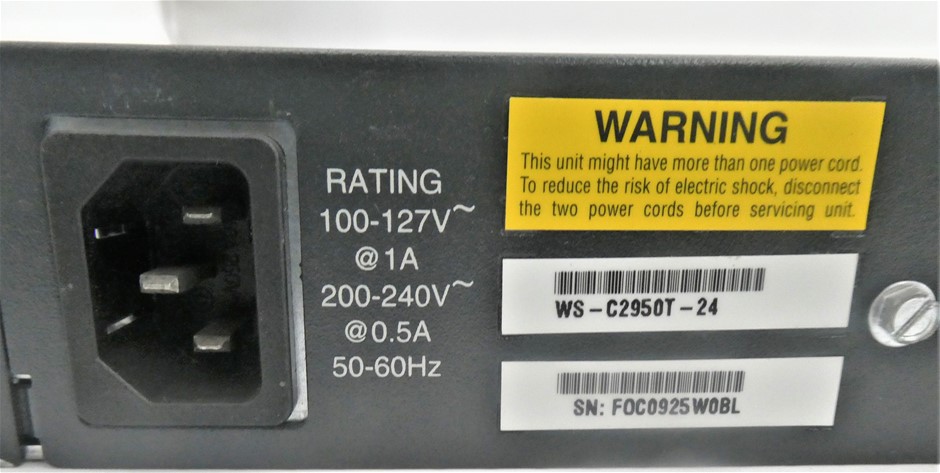 RATING
100-127V~
@1A
200-240V~
@0.5A
50-60Hz
WARNING
This unit might have more than one power cord.
To reduce the risk of electric shock, disconnect
the two power cords before servicing unit.
WS-C2950T-24
SN: FOC0925W0BL